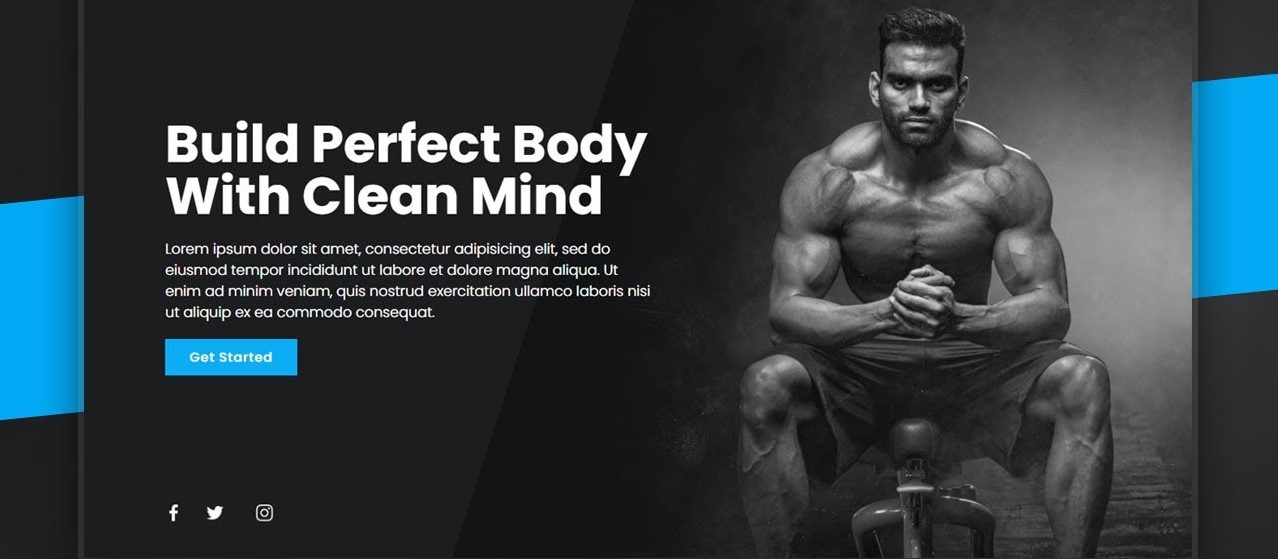 Build Perfect Body
With Clean Mind
Lorem ipsum dolor sit amet, consectetur adipisicing elit, sed do
eiusmod tempor incididunt ut labore et dolore magna aliqua. Ut
enim ad minim veniam, quis nostrud exercitation ullamco laboris nisi
ut aliquip ex ea commodo consequat.
Get Started